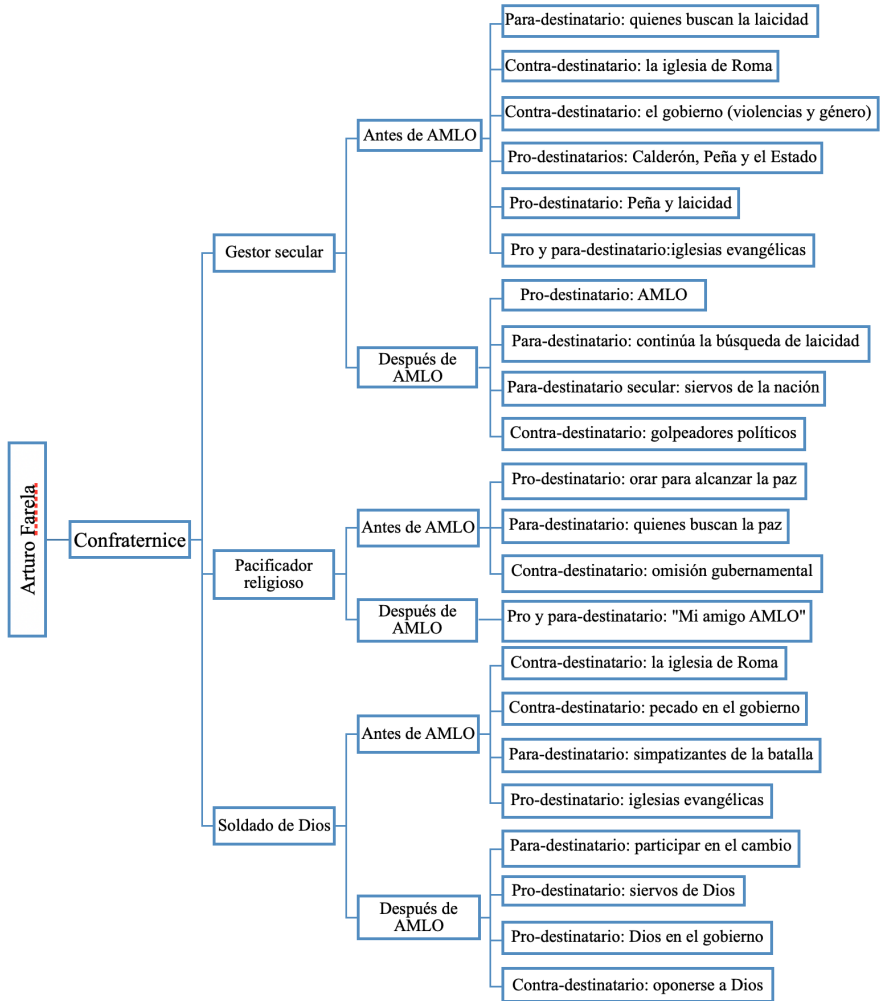 Arturo Farela
Confraternice
Gestor secular
Antes de AMLO
Para-destinatario: quienes buscan la laicidad
Contra-destinatario: la iglesia de Roma
Contra-destinatario: el gobierno (violencias y género)
Pro-destinatarios: Calderón, Peña y el Estado
Pro-destinatario: Peña y laicidad
Pro y para-destinatario:iglesias evangélicas
Después de
AMLO
Pro-destinatario: AMLO
Para-destinatario: continúa la búsqueda de laicidad
Para-destinatario secular: siervos de la nación
Contra-destinatario: golpeadores políticos
Pacificador
religioso
Antes de AMLO
Pro-destinatario: orar para alcanzar la paz
Para-destinatario: quienes buscan la paz
Contra-destinatario: omisión gubernamental
Después de
AMLO
Pro y para-destinatario: "Mi amigo AMLO"
Soldado de Dios
Antes de AMLO
Contra-destinatario: la iglesia de Roma
Contra-destinatario: pecado en el gobierno
Para-destinatario: simpatizantes de la batalla
Pro-destinatario: iglesias evangélicas
Después de
AMLO
Para-destinatario: participar en el cambio
Pro-destinatario: siervos de Dios
Pro-destinatario: Dios en el gobierno
Contra-destinatario: oponerse a Dios